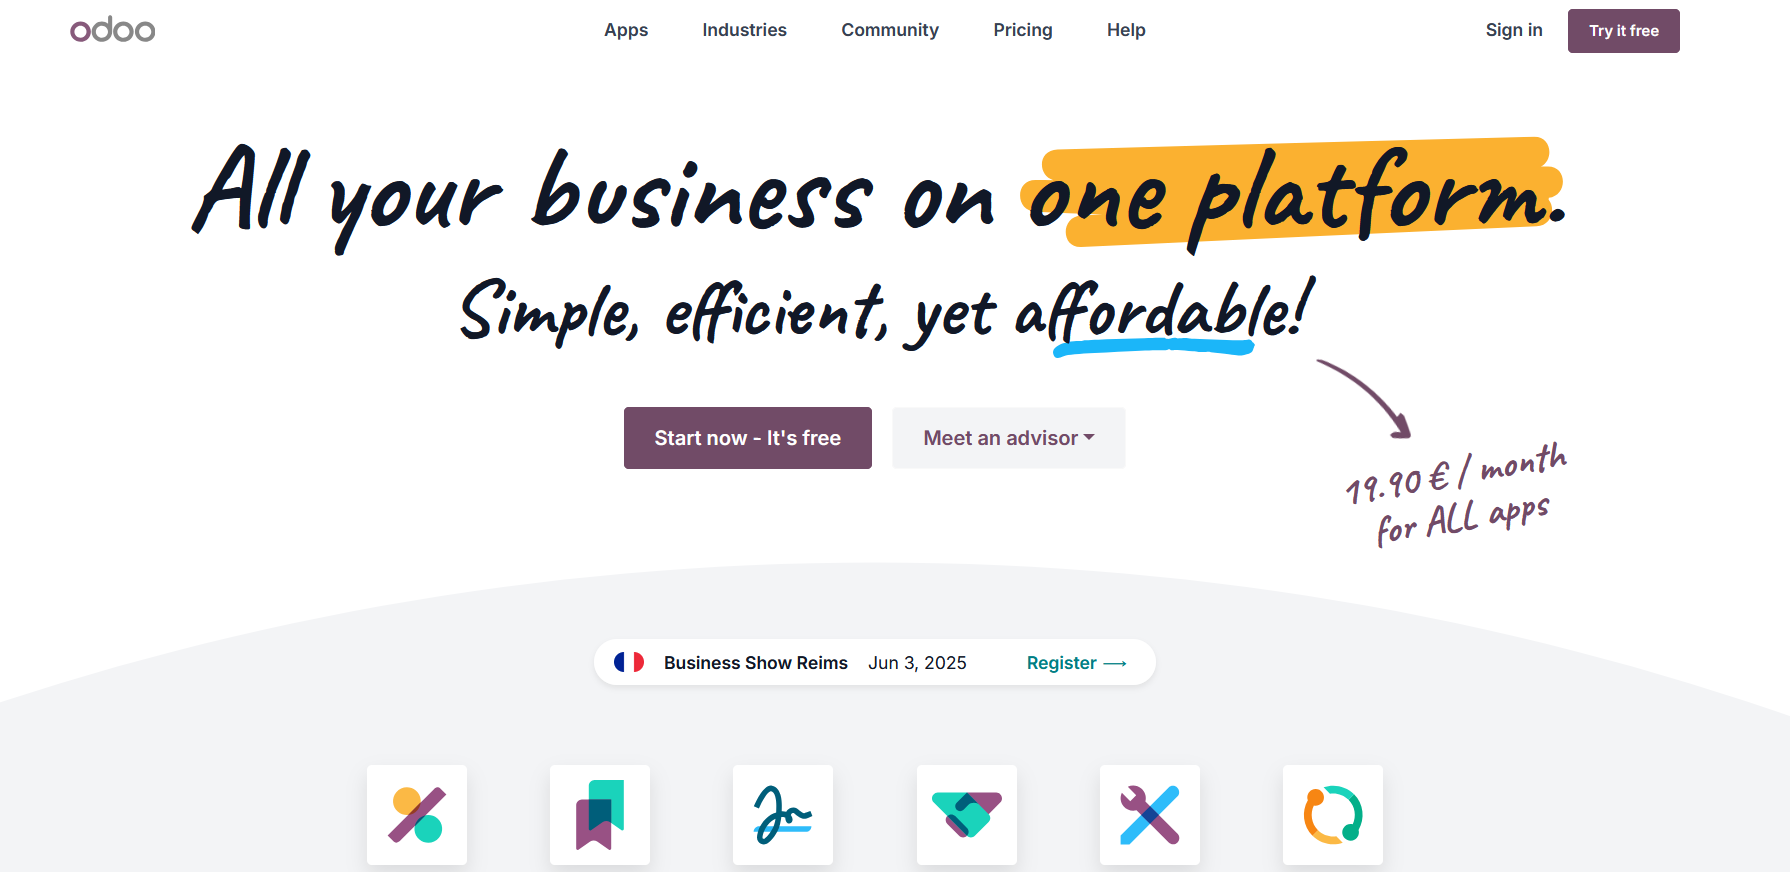 odoo
Apps Industries Community Pricing Help
Sign in Try it free
All your business on one platform.
Simple, efficient, yet affordable!
Start now - It's free Meet an advisor
19.90 € / month
for ALL apps
Business Show Reims Jun 3, 2025 Register ⟶